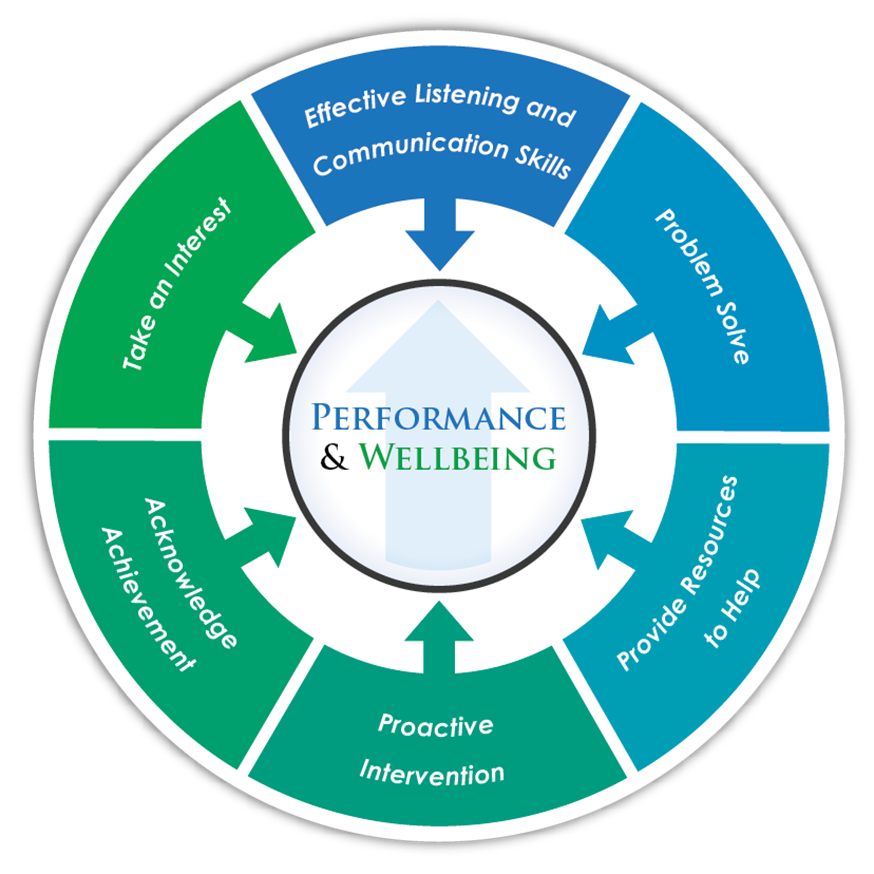 Effective Listening and
Communication Skills
Problem Solve
Provide Resources
to Help
Proactive
Intervention
Acknowledge
Achievement
Take an Interest
PERFORMANCE
& WELLBEING